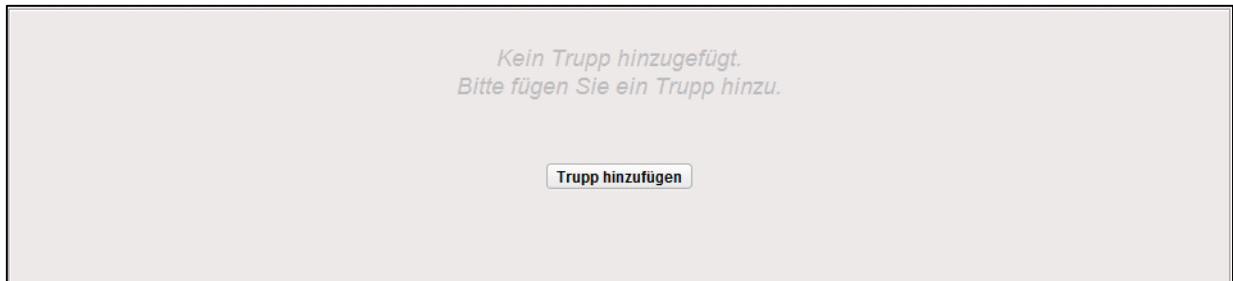 Kein Trupp hinzugefügt.
Bitte fügen Sie ein Trupp hinzu.
Trupp hinzufügen